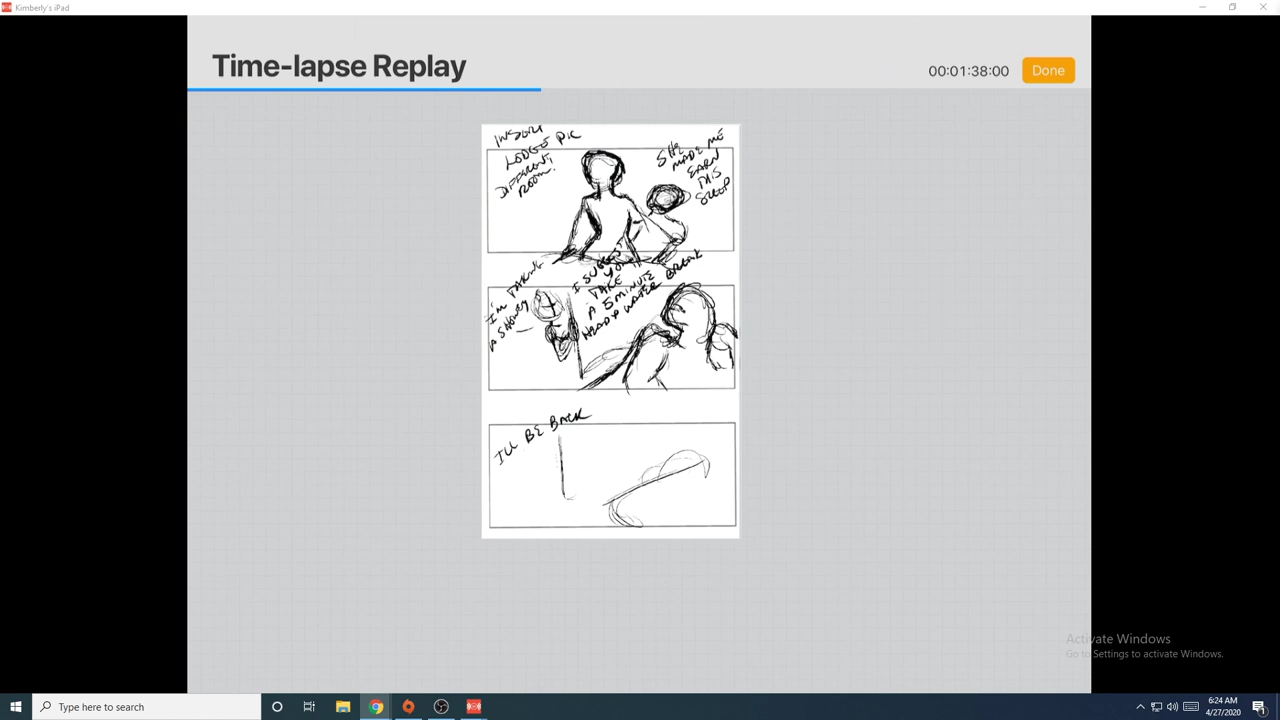 Kimberly's iPad
Time-lapse Replay
00:01:38:00
Done
INSERT
LODGE PIC
DIFFERENT
ROOM!
SHE
MADE ME
EARN
THIS
SLEEP
I'M TAKING
A SHOWER
I SUGGEST
YOU
TAKE
A 5 MINUTE
WATER BREAK
I'LL BE BACK
Activate Windows
Go to Settings to activate Windows.
Type here to search
6:24 AM
4/27/2020